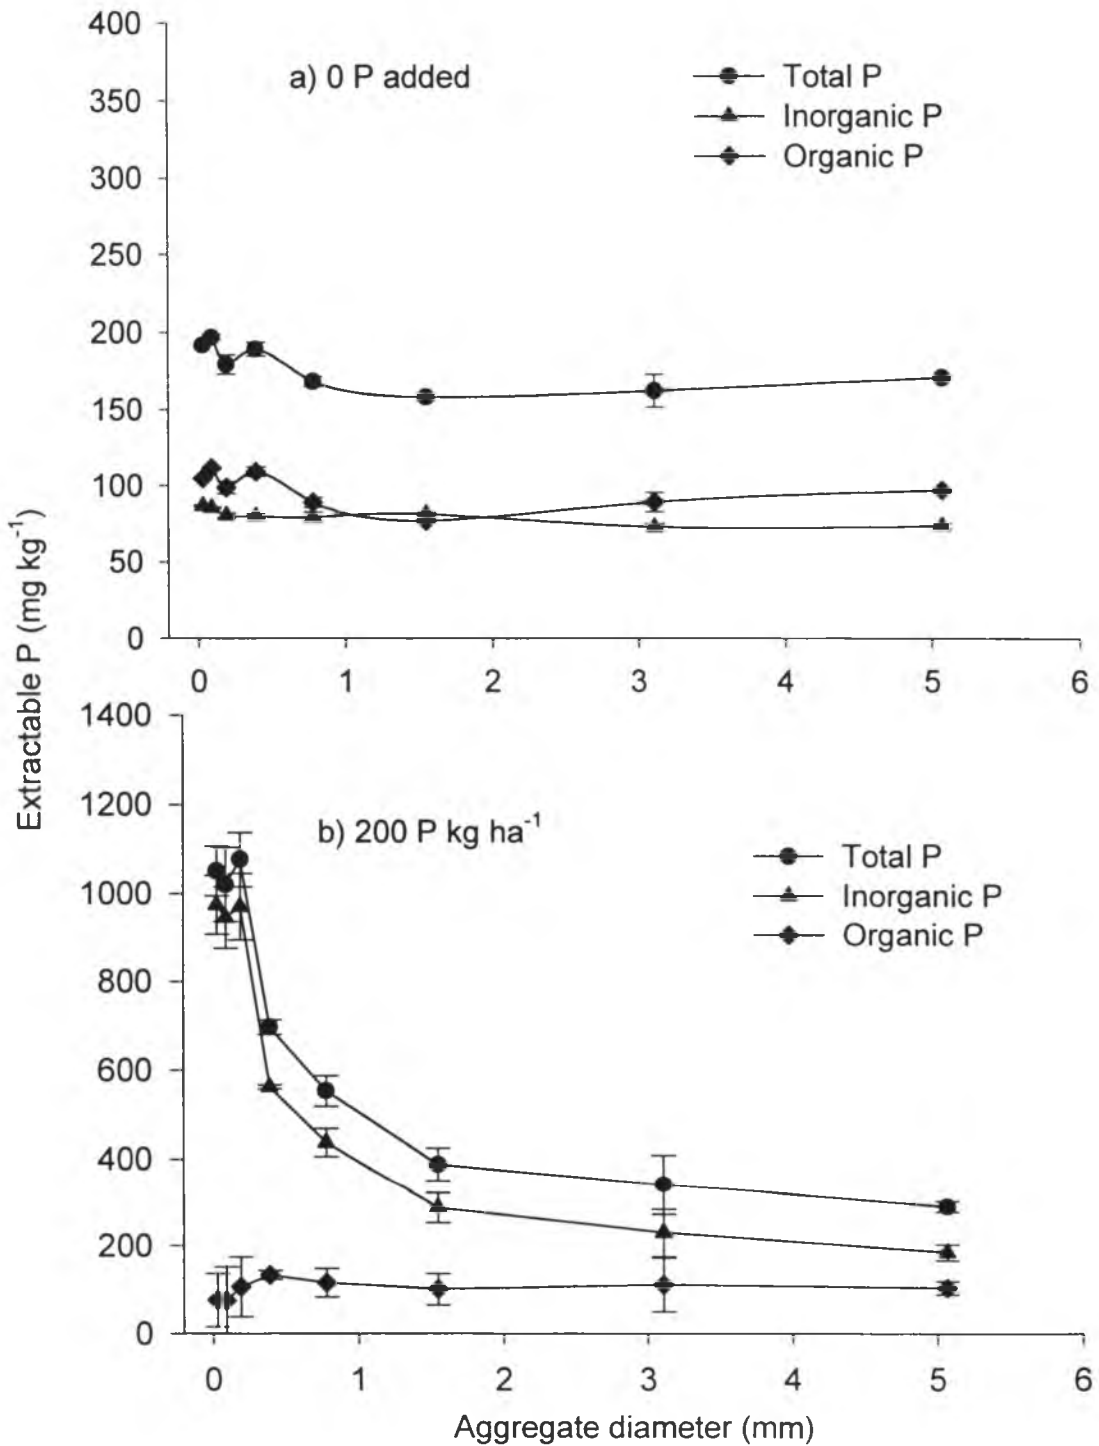 400
350
300
250
200
150
100
50
0
a) 0 P added
Total P
Inorganic P
Organic P
0 1 2 3 4 5 6
Extractable P (mg kg⁻¹)
1400
1200
1000
800
600
400
200
0
b) 200 P kg ha⁻¹
Total P
Inorganic P
Organic P
0 1 2 3 4 5 6
Aggregate diameter (mm)